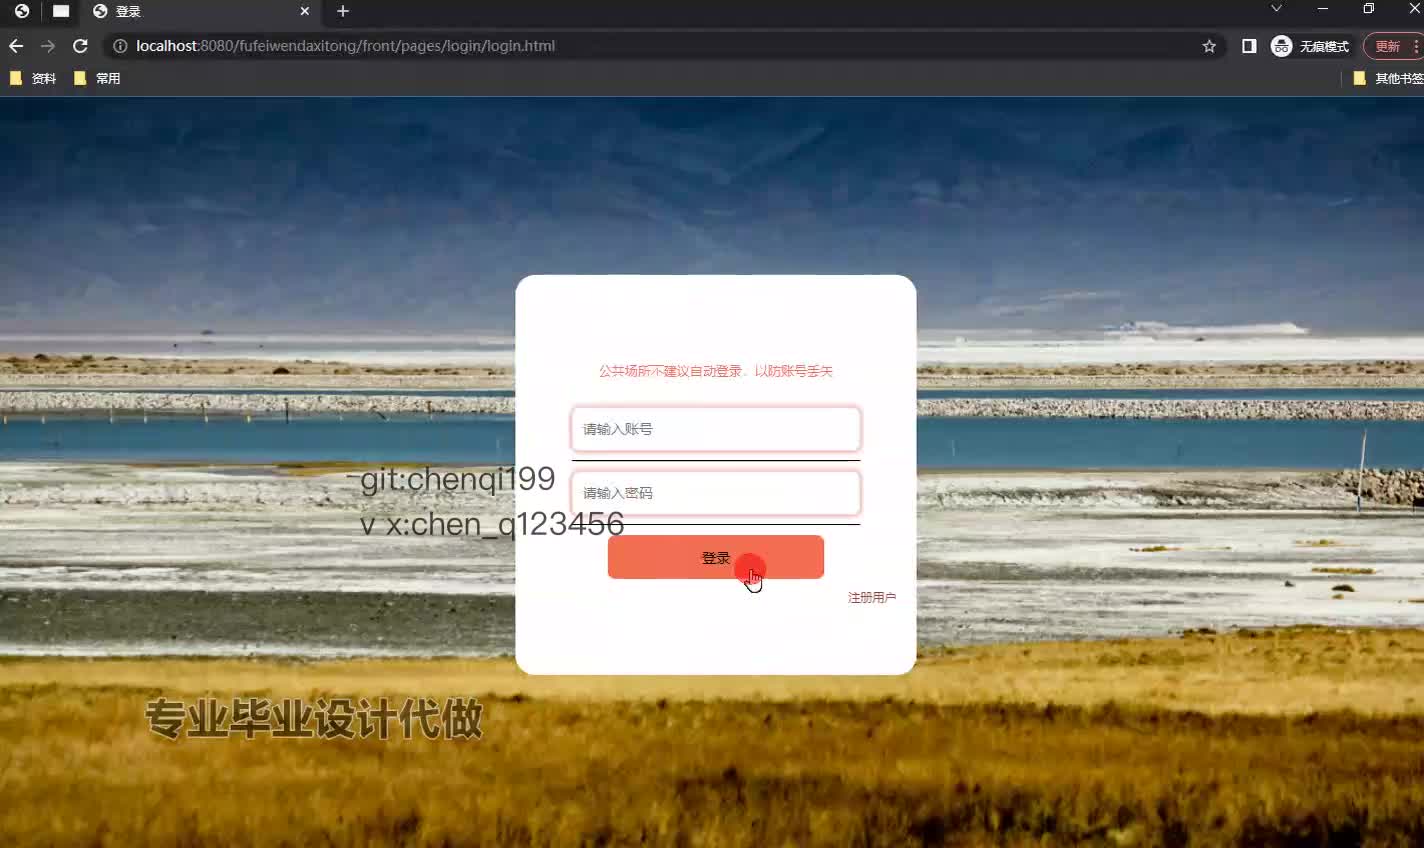 登录
localhost:8080/fufeiwendaxitong/front/pages/login/login.html
无痕模式
更新
资料
常用
其他书签
公共场所不建议自动登录，以防账号丢失
请输入账号
git:chenqi199
请输入密码
v x:chen_q123456
登录
注册用户
专业毕业设计代做